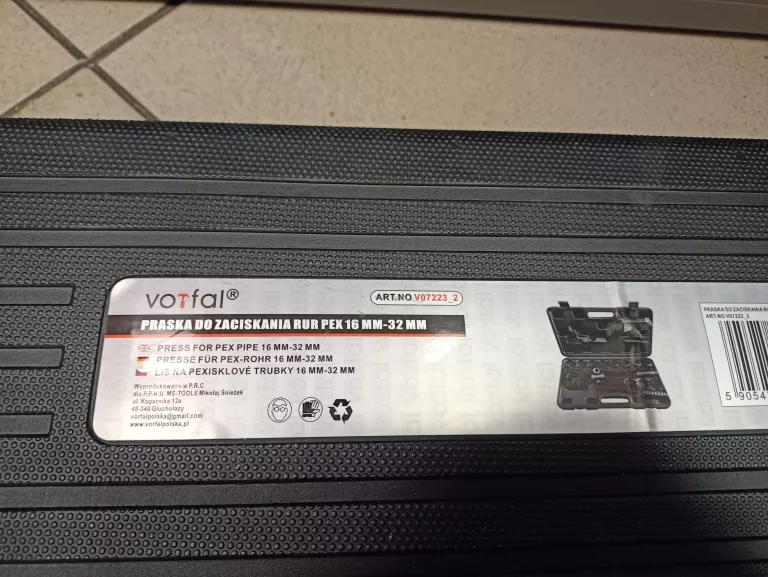 vorfal®
ART.NO V07223_2
PRASKA DO ZACISKANIA RUR PEX 16 MM-32 MM
PRESS FOR PEX PIPE 16 MM-32 MM
PRESSE FÜR PEX-ROHR 16 MM-32 MM
LIS NA PEXISKLOVÉ TRUBKY 16 MM-32 MM
Wyprodukowano w P.R.C
dla P.P.H.U. MS-TOOLS Mikołaj Śnieżek
ul. Kopernika 12a
48-340 Głuchołazy
vorfalpolska@gmail.com
www.vorfalpolska.pl
PRASKA DO ZACISKANIA RUR
ART.NO V07223_2
5 9054